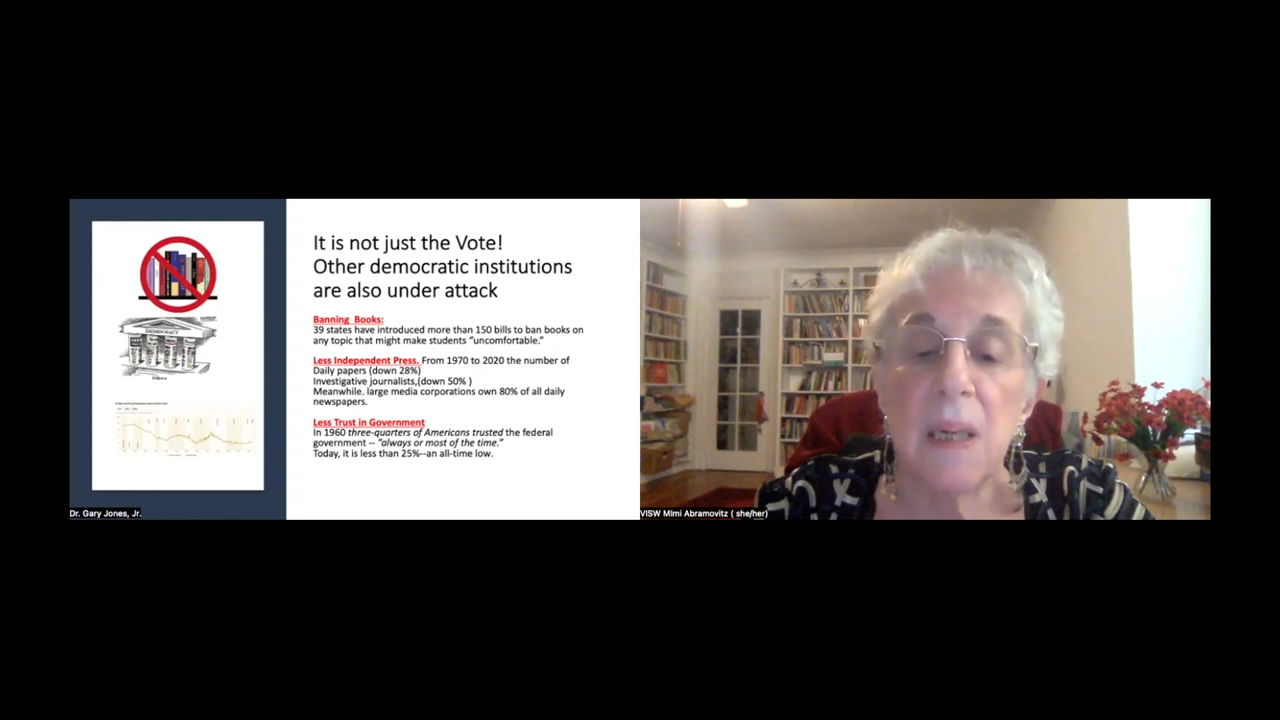 It is not just the Vote!
Other democratic institutions
are also under attack
Banning Books:
39 states have introduced more than 150 bills to ban books on
any topic that might make students “uncomfortable.”
Less Independent Press. From 1970 to 2020 the number of
Daily papers (down 28%)
Investigative journalists,(down 50% )
Meanwhile. large media corporations own 80% of all daily
newspapers.
Less Trust in Government
In 1960 three-quarters of Americans trusted the federal
government -- “always or most of the time.”
Today, it is less than 25%--an all-time low.
DEMOCRACY
Dr. Gary Jones, Jr.
VISW MImi Abramovitz ( she/her)